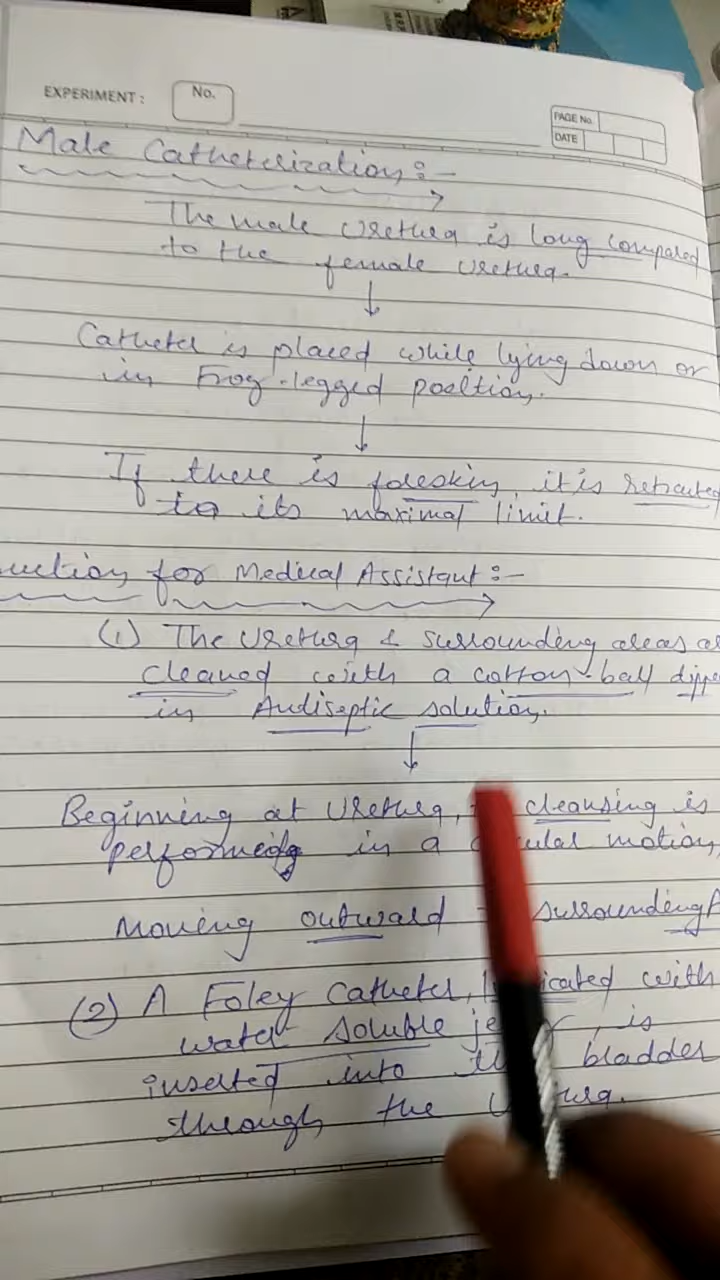 EXPERIMENT :
No.
PAGE No.
DATE
Male Catheterization :-
The male Urethra is long compared
to the female Urethra.
Catheter is placed while lying down or
in Frog-legged position.
If there is foreskin, it is retracted
to its maximal limit.
uction for Medical Assistant :-
(1) The Urethra & surrounding areas a
cleaned with a cotton-ball dippe
in Andiseptic solution.
Beginning at Urethra, cleansing is
performed in a motion,
Moving outward surrounding
(2) A Foley Catheter, with
water soluble , is
inserted into bladder
through the